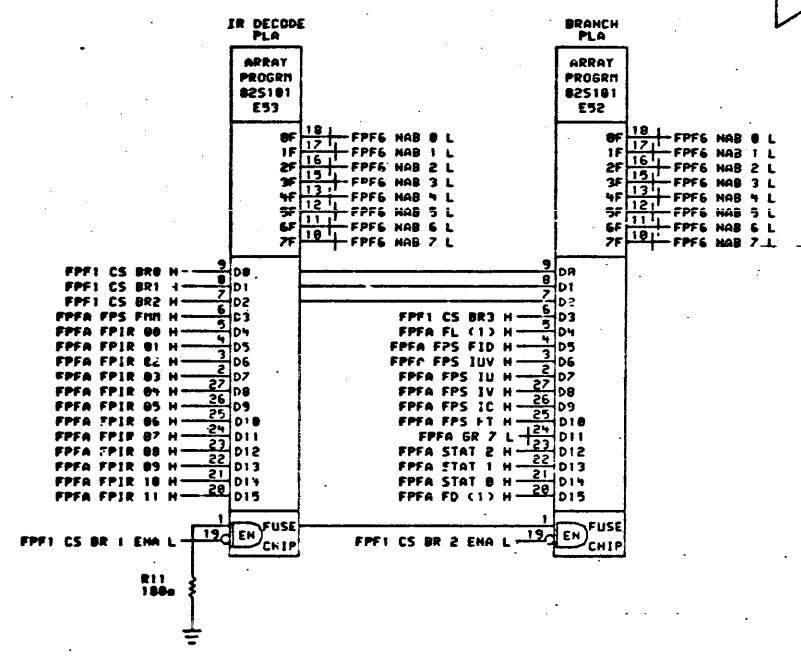 IR DECODE
PLA
ARRAY
PROGRM
82S101
E53
0F 18 FPF6 NAB 0 L
1F 17 FPF6 NAB 1 L
2F 16 FPF6 NAB 2 L
3F 15 FPF6 NAB 3 L
4F 13 FPF6 NAB 4 L
5F 12 FPF6 NAB 5 L
6F 11 FPF6 NAB 6 L
7F 10 FPF6 NAB 7 L
FPF1 CS BR0 H 9 D0
FPF1 CS BR1 H 8 D1
FPF1 CS BR2 H 7 D2
FPFA FPS FMM H 6 D3
FPFA FPIR 00 H 5 D4
FPFA FPIR 01 H 4 D5
FPFA FPIR 02 H 3 D6
FPFA FPIR 03 H 2 D7
FPFA FPIR 04 H 27 D8
FPFA FPIR 05 H 26 D9
FPFA FPIR 06 H 25 D10
FPFA FPIR 07 H 24 D11
FPFA FPIR 08 H 23 D12
FPFA FPIR 09 H 22 D13
FPFA FPIR 10 H 21 D14
FPFA FPIR 11 H 20 D15
1 FUSE
FPF1 CS BR 1 ENA L 19 EN CHIP
R11
BRANCH
PLA
ARRAY
PROGRM
82S101
E52
0F 18 FPF6 NAB 0 L
1F 17 FPF6 NAB 1 L
2F 16 FPF6 NAB 2 L
3F 15 FPF6 NAB 3 L
4F 13 FPF6 NAB 4 L
5F 12 FPF6 NAB 5 L
6F 11 FPF6 NAB 6 L
7F 10 FPF6 NAB 7 L
9 D0
8 D1
7 D2
FPF1 CS BR3 H 6 D3
FPFA FL (1) H 5 D4
FPFA FPS FID H 4 D5
FPFA FPS IUV H 3 D6
FPFA FPS IU H 2 D7
FPFA FPS IV H 27 D8
FPFA FPS IC H 26 D9
FPFA FPS FT H 25 D10
FPFA GR 7 L 24 D11
FPFA STAT 2 H 23 D12
FPFA STAT 1 H 22 D13
FPFA STAT 0 H 21 D14
FPFA FD (1) H 20 D15
1 FUSE
FPF1 CS BR 2 ENA L 19 EN CHIP